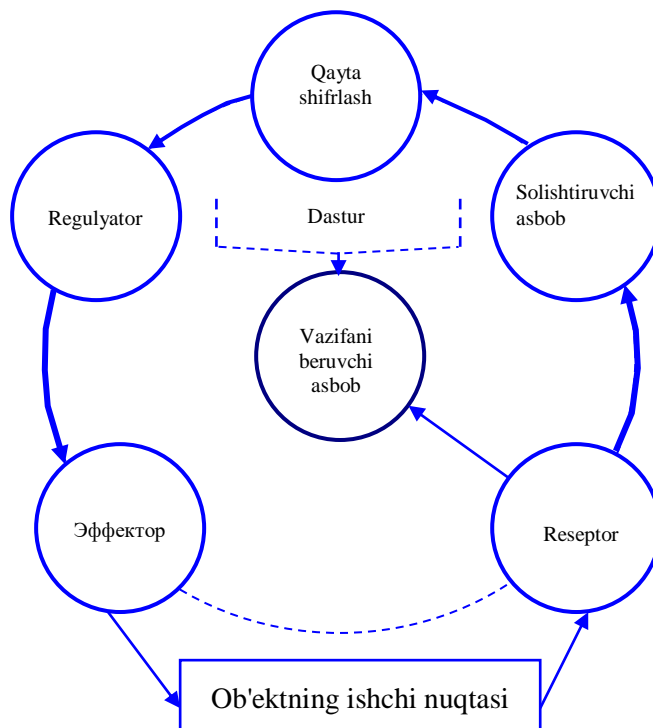 Qayta
shifrlash
Regulyator
Dastur
Solishtiruvchi
asbob
Vazifani
beruvchi
asbob
Эффектор
Reseptor
Ob'ektning ishchi nuqtasi